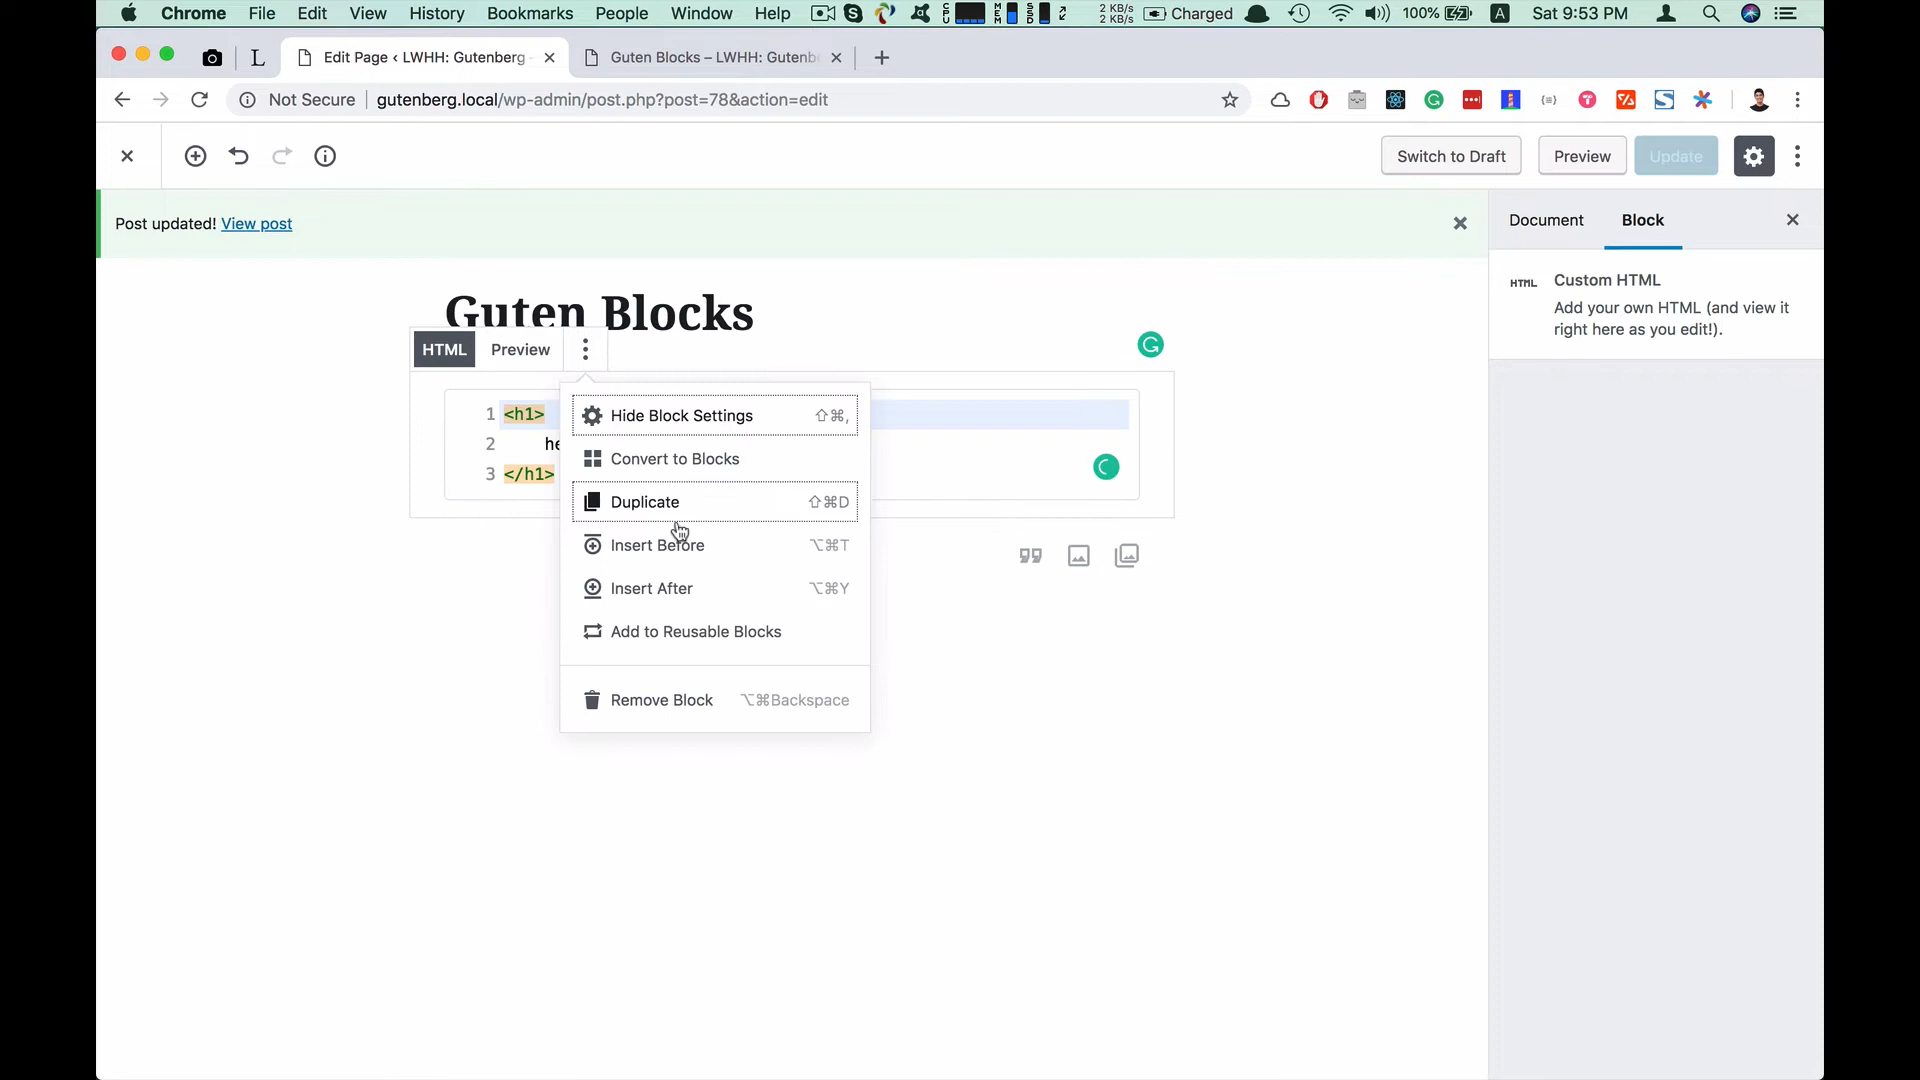 Chrome File Edit View History Bookmarks People Window Help 2 KB/s 2 KB/s Charged 100% A Sat 9:53 PM
L Edit Page ‹ LWHH: Gutenberg Guten Blocks – LWHH: Gutenb
Not Secure gutenberg.local/wp-admin/post.php?post=78&action=edit
Switch to Draft Preview Update
Post updated! View post
Document Block
HTML Custom HTML
Add your own HTML (and view it
right here as you edit!).
Guten Blocks
HTML Preview
1 <h1>
2 he
3 </h1>
Hide Block Settings ⇧⌘,
Convert to Blocks
Duplicate ⇧⌘D
Insert Before ⌥⌘T
Insert After ⌥⌘Y
Add to Reusable Blocks
Remove Block ⌥⌘Backspace